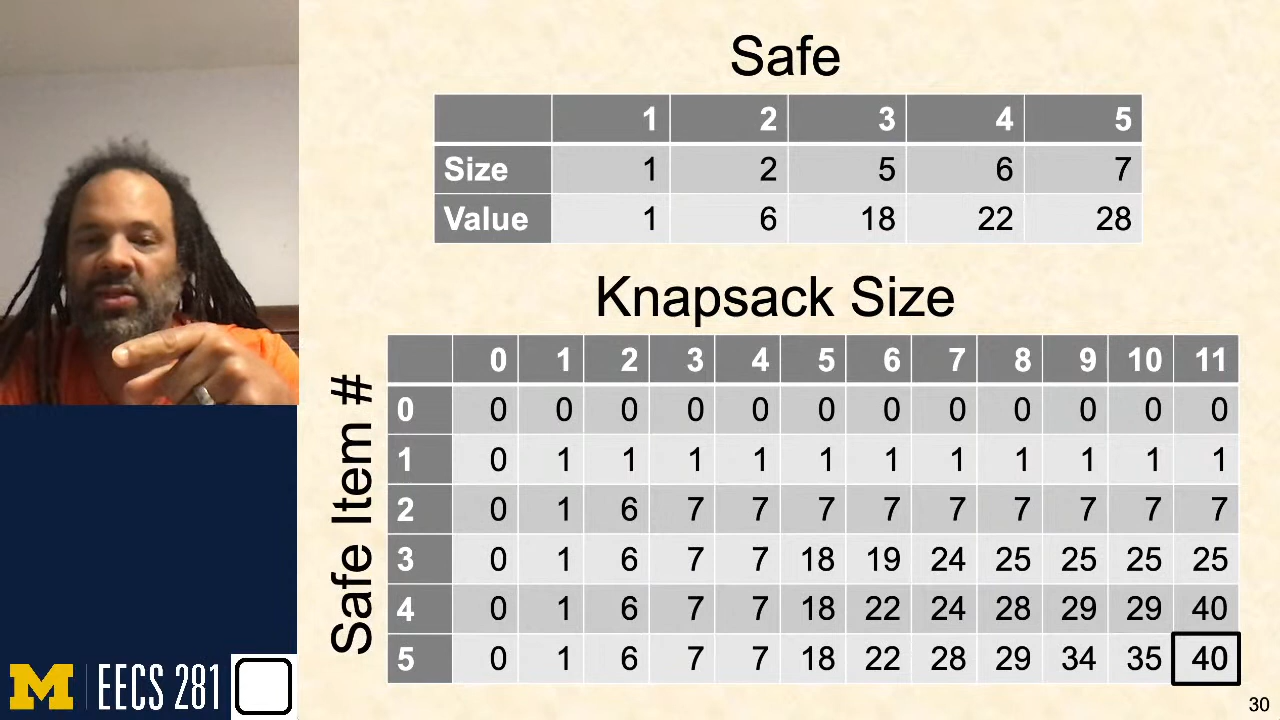 Safe
1 2 3 4 5
Size 1 2 5 6 7
Value 1 6 18 22 28
Knapsack Size
Safe Item #
0 1 2 3 4 5 6 7 8 9 10 11
0 0 0 0 0 0 0 0 0 0 0 0 0
1 0 1 1 1 1 1 1 1 1 1 1 1
2 0 1 6 7 7 7 7 7 7 7 7 7
3 0 1 6 7 7 18 19 24 25 25 25 25
4 0 1 6 7 7 18 22 24 28 29 29 40
5 0 1 6 7 7 18 22 28 29 34 35 40
M EECS 281
30